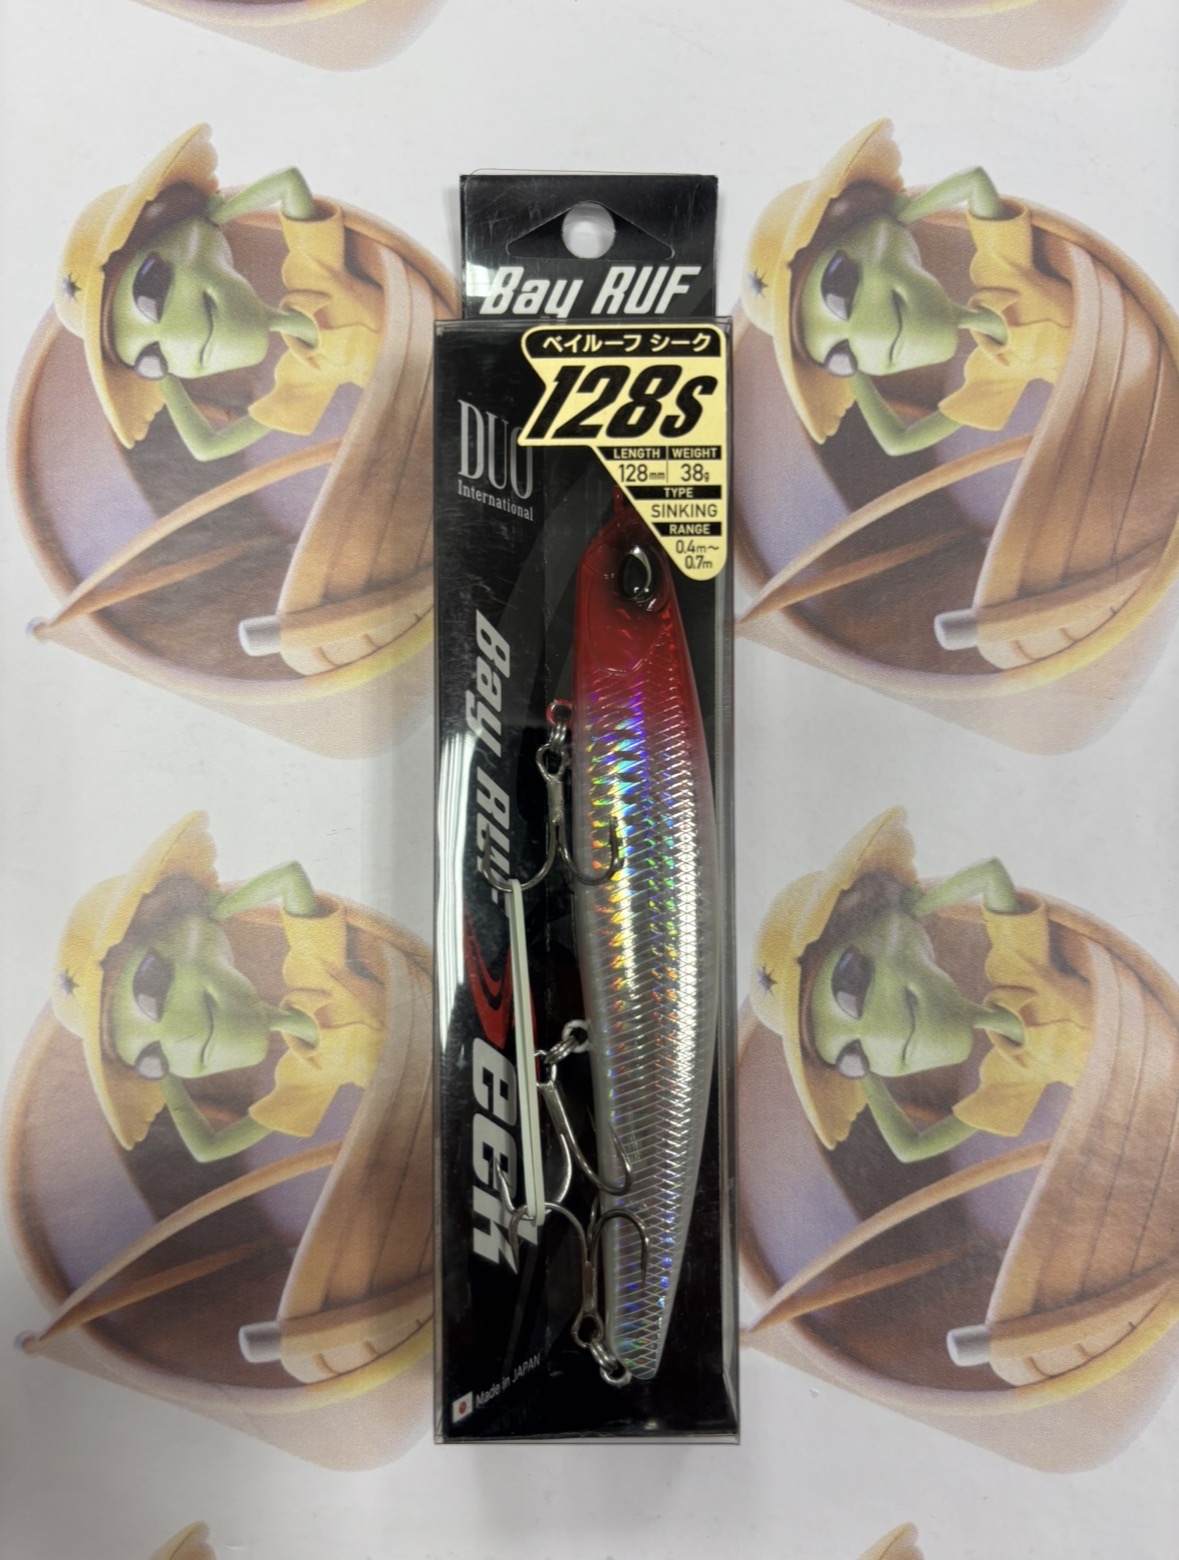 Bay RUF
ベイルーフ シーク
128s
DUO
International
LENGTH WEIGHT
128mm 38g
TYPE
SINKING
RANGE
0.4m~
0.7m
Bay RUF
eek
Made in JAPAN